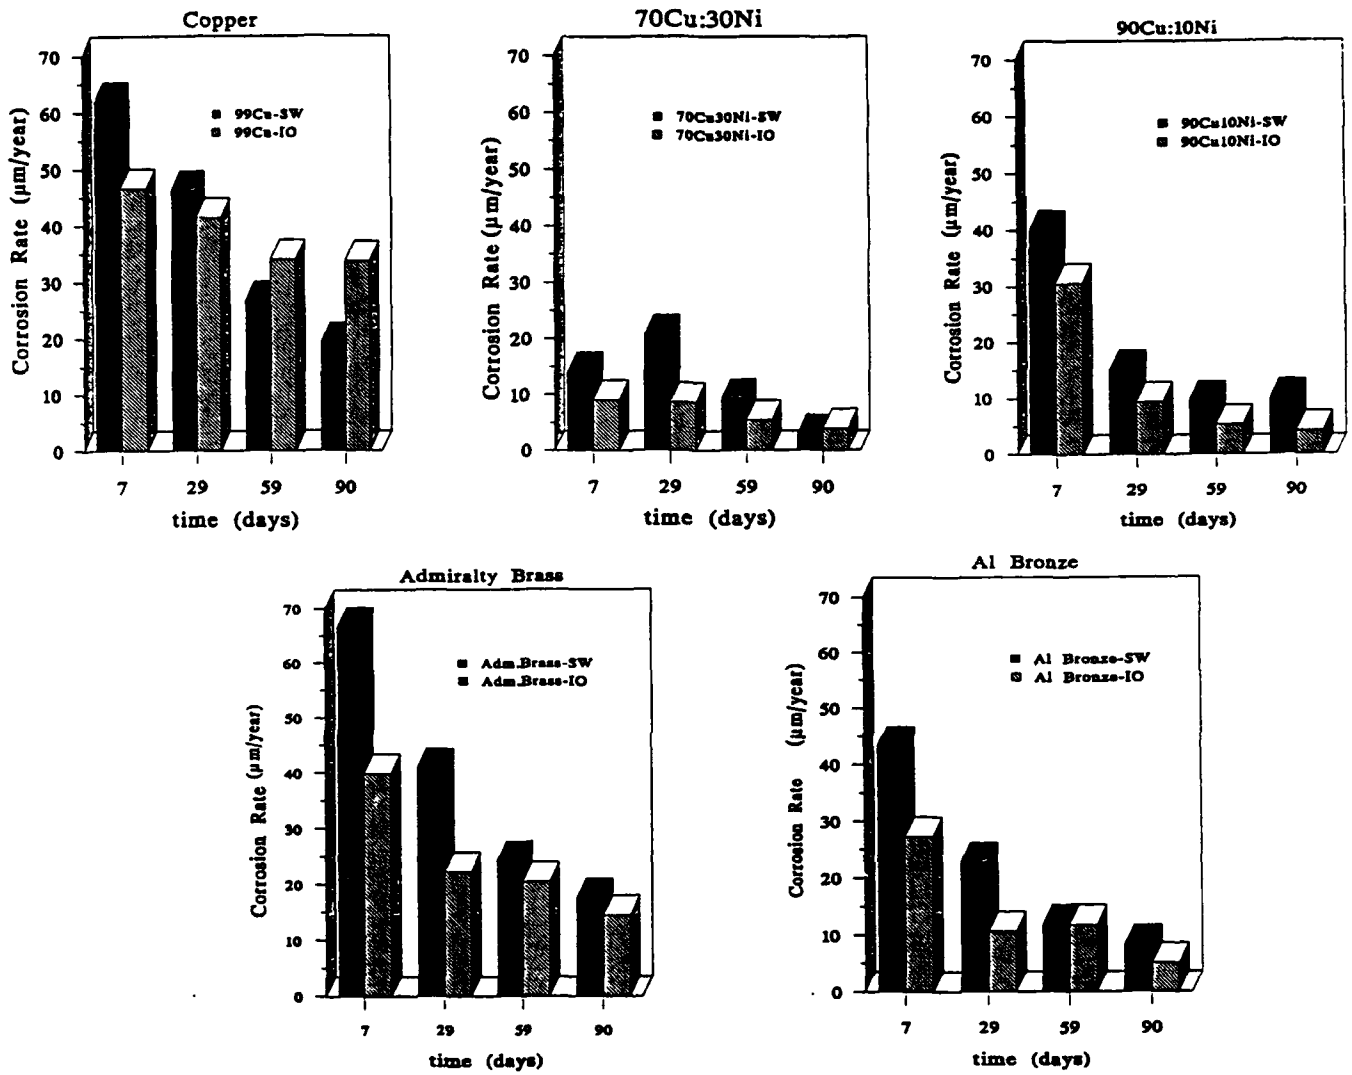 Copper
70
60
50
40
30
20
10
0
Corrosion Rate (µm/year)
99Cu-SW
99Cu-IO
7 29 59 90
time (days)
70Cu:30Ni
70
60
50
40
30
20
10
0
Corrosion Rate (µm/year)
70Cu30Ni-SW
70Cu30Ni-IO
7 29 59 90
time (days)
90Cu:10Ni
70
60
50
40
30
20
10
0
Corrosion Rate (µm/year)
90Cu10Ni-SW
90Cu10Ni-IO
7 29 59 90
time (days)
Admiralty Brass
70
60
50
40
30
20
10
0
Corrosion Rate (µm/year)
Adm.Brass-SW
Adm.Brass-IO
7 29 59 90
time (days)
Al Bronze
70
60
50
40
30
20
10
0
Corrosion Rate (µm/year)
Al Bronze-SW
Al Bronze-IO
7 29 59 90
time (days)